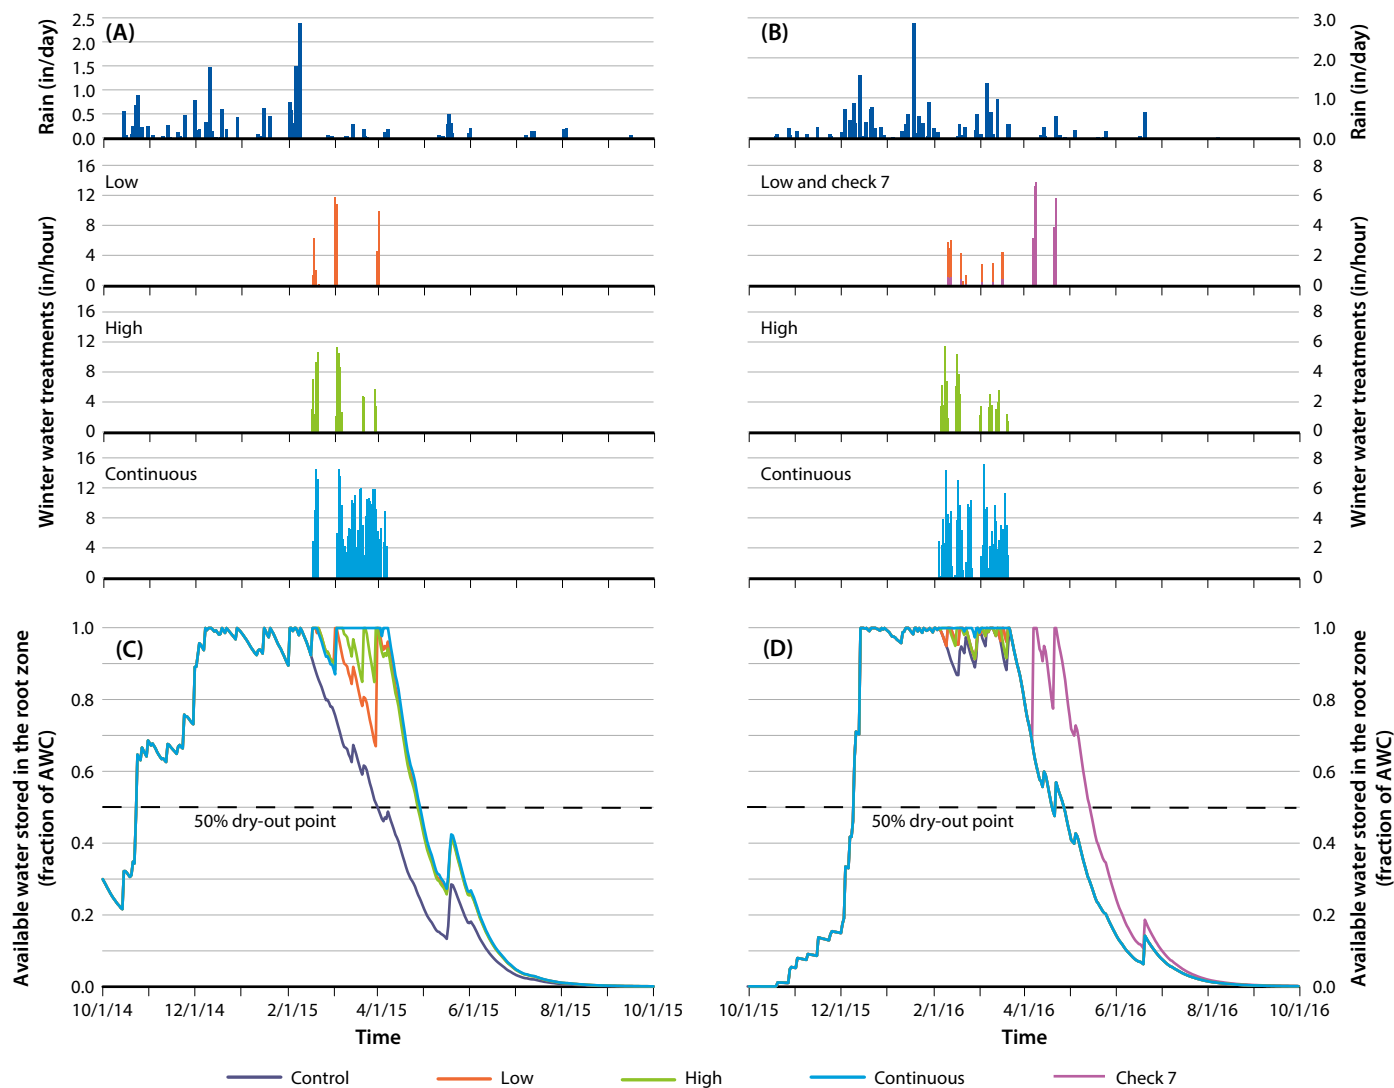 (A)
Rain (in/day)
2.5
2.0
1.5
1.0
0.5
0.0
(B)
Rain (in/day)
3.0
2.0
1.0
0.0
Winter water treatments (in/hour)
Low
16
12
8
4
0
Low and check 7
8
6
4
2
0
Winter water treatments (in/hour)
High
16
12
8
4
0
High
8
6
4
2
0
Continuous
16
12
8
4
0
Continuous
8
6
4
2
0
Available water stored in the root zone
(fraction of AWC)
(C)
1.0
0.8
0.6
0.4
0.2
0.0
50% dry-out point
10/1/14 12/1/14 2/1/15 4/1/15 6/1/15 8/1/15 10/1/15
Time
(D)
1.0
0.8
0.6
0.4
0.2
0.0
50% dry-out point
Available water stored in the root zone
(fraction of AWC)
10/1/15 12/1/15 2/1/16 4/1/16 6/1/16 8/1/16 10/1/16
Time
Control Low High Continuous Check 7